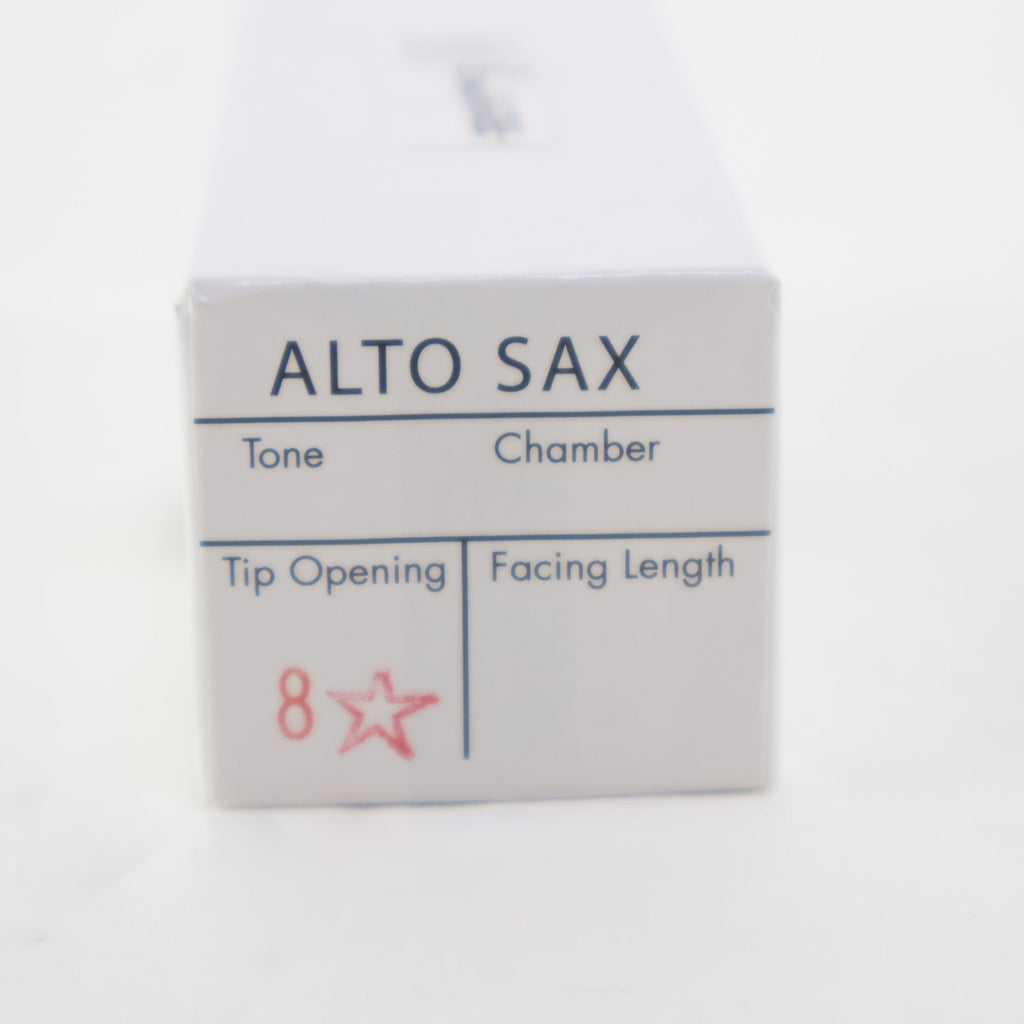 ALTO SAX
Tone Chamber
Tip Opening Facing Length
8☆